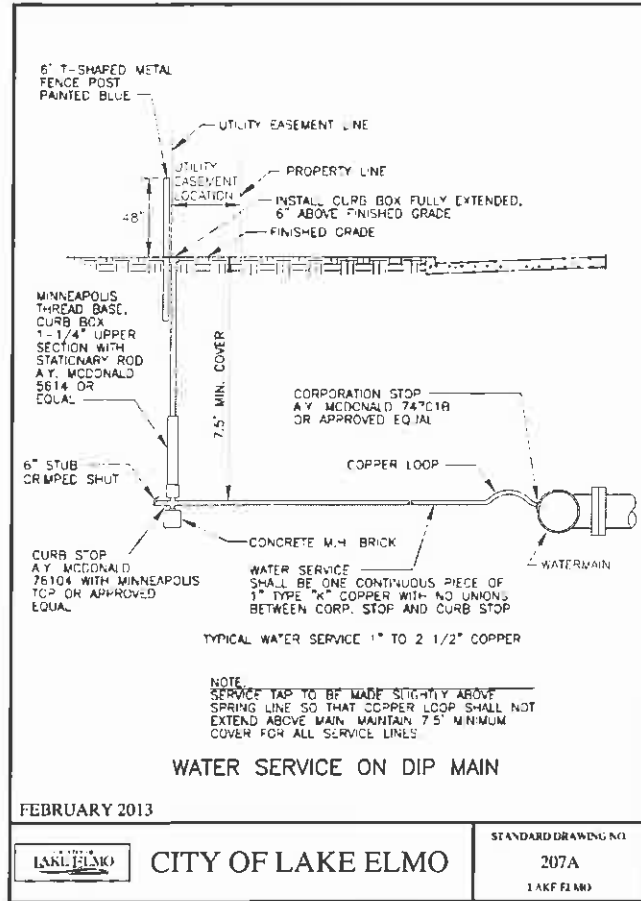 6' T-SHAPED METAL
FENCE POST
PAINTED BLUE
UTILITY EASEMENT LINE
UTILITY
EASEMENT
LOCATION
PROPERTY LINE
INSTALL CURB BOX FULLY EXTENDED,
6" ABOVE FINISHED GRADE
FINISHED GRADE
48"
MINNEAPOLIS
THREAD BASE,
CURB BOX
1-1/4" UPPER
SECTION WITH
STATIONARY ROD
A.Y. MCDONALD
5614 OR
EQUAL
7.5' MIN. COVER
CORPORATION STOP
A.Y. MCDONALD 74701B
OR APPROVED EQUAL
COPPER LOOP
6" STUB
CRIMPED SHUT
CONCRETE M.H. BRICK
WATERMAIN
CURB STOP
A.Y. MCDONALD
76104 WITH MINNEAPOLIS
TOP OR APPROVED
EQUAL
WATER SERVICE
SHALL BE ONE CONTINUOUS PIECE OF
1" TYPE "K" COPPER WITH NO UNIONS
BETWEEN CORP. STOP AND CURB STOP
TYPICAL WATER SERVICE 1" TO 2 1/2" COPPER
NOTE
SERVICE TAP TO BE MADE SLIGHTLY ABOVE
SPRING LINE SO THAT COPPER LOOP SHALL NOT
EXTEND ABOVE MAIN. MAINTAIN 7.5' MINIMUM
COVER FOR ALL SERVICE LINES
WATER SERVICE ON DIP MAIN
FEBRUARY 2013
LAKE ELMO
CITY OF LAKE ELMO
STANDARD DRAWING NO.
207A
LAKE ELMO